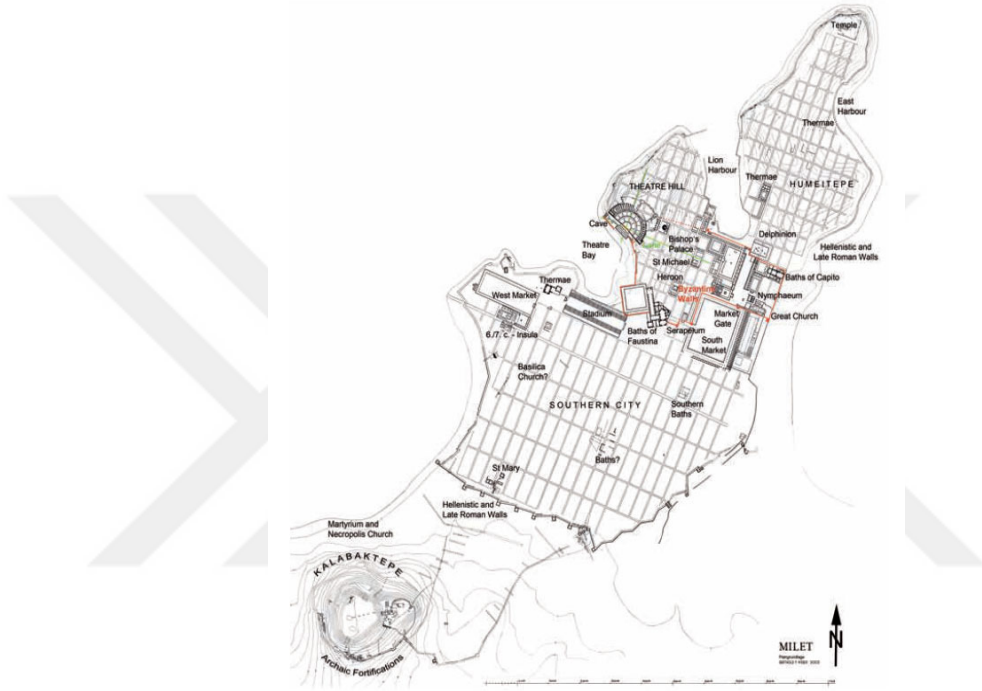 Temple
East
Harbour
Thermae
Lion
Harbour
THEATRE HILL
Thermae
HUMEITEPE
Cave
Delphinion
Bishop's
Palace
Theatre
Bay
Hellenistic and
Late Roman Walls
St Michael
Heroon
Baths of Capito
Thermae
Byzantine
Walls
Nymphaeum
West Market
Stadium
Market
Gate
Great Church
Baths of
Faustina
Serapeum
6./7. c. - Insula
South
Market
Basilica
Church?
SOUTHERN CITY
Southern
Baths
Baths?
St Mary
Hellenistic and
Late Roman Walls
Martyrium and
Necropolis Church
KALABAKTEPE
Archaic Fortifications
MILET
N